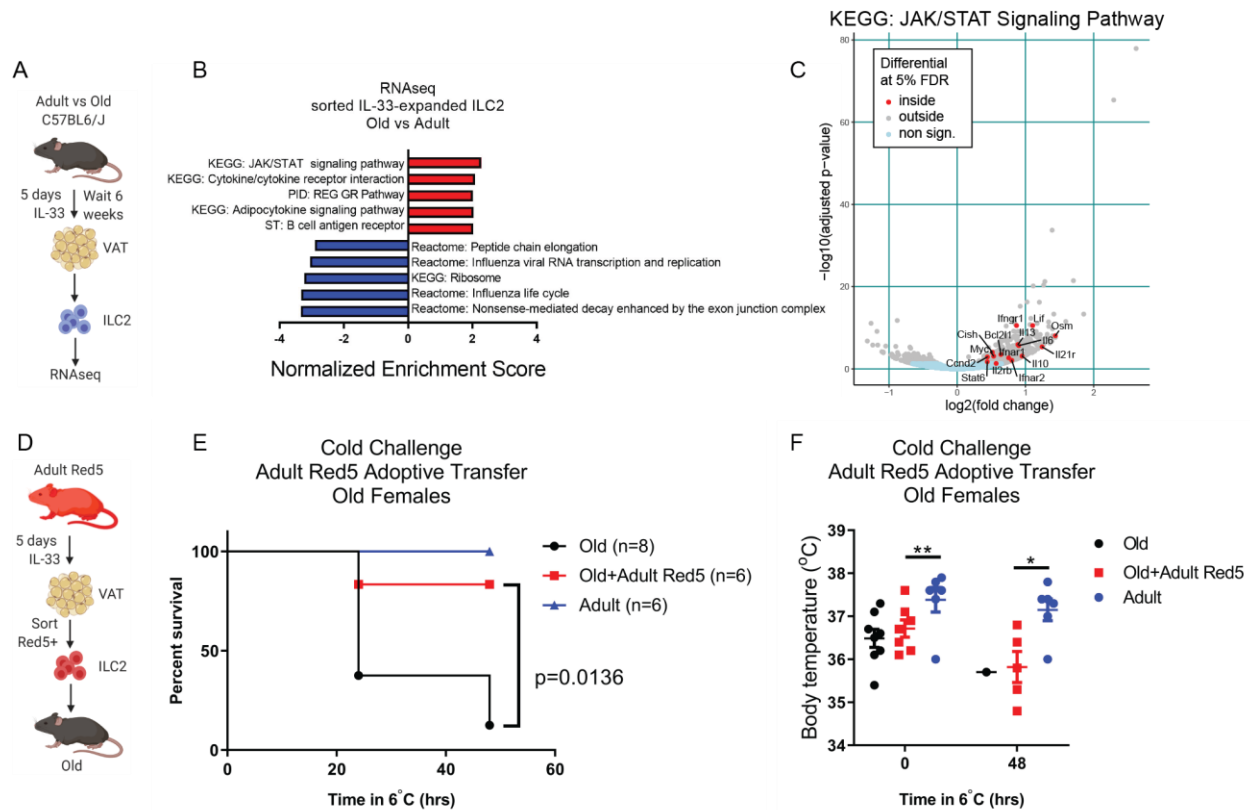 A
Adult vs Old
C57BL6/J
5 days
IL-33
Wait 6
weeks
VAT
ILC2
RNAseq
B
RNAseq
sorted IL-33-expanded ILC2
Old vs Adult
KEGG: JAK/STAT signaling pathway
KEGG: Cytokine/cytokine receptor interaction
PID: REG GR Pathway
KEGG: Adipocytokine signaling pathway
ST: B cell antigen receptor
Reactome: Peptide chain elongation
Reactome: Influenza viral RNA transcription and replication
KEGG: Ribosome
Reactome: Influenza life cycle
Reactome: Nonsense-mediated decay enhanced by the exon junction complex
-4 -2 0 2 4
Normalized Enrichment Score
KEGG: JAK/STAT Signaling Pathway
C
Differential
at 5% FDR
inside
outside
non sign.
80
60
40
20
0
−log10(adjusted p−value)
Ifngr1 Lif
Cish Bcl2l1 Il13 Osm
Myc Ifnar1 Il6
Ccnd2 Il10 Il21r
Stat6 Il2rb Ifnar2
−1 0 1 2
log2(fold change)
D
Adult Red5
5 days
IL-33
VAT
Sort
Red5+
ILC2
Old
E
Cold Challenge
Adult Red5 Adoptive Transfer
Old Females
Percent survival
100
50
0
0 20 40 60
Time in 6°C (hrs)
Old (n=8)
Old+Adult Red5 (n=6)
Adult (n=6)
p=0.0136
F
Cold Challenge
Adult Red5 Adoptive Transfer
Old Females
Body temperature (°C)
39
38
37
36
35
34
** *
0 48
Time in 6°C (hrs)
Old
Old+Adult Red5
Adult